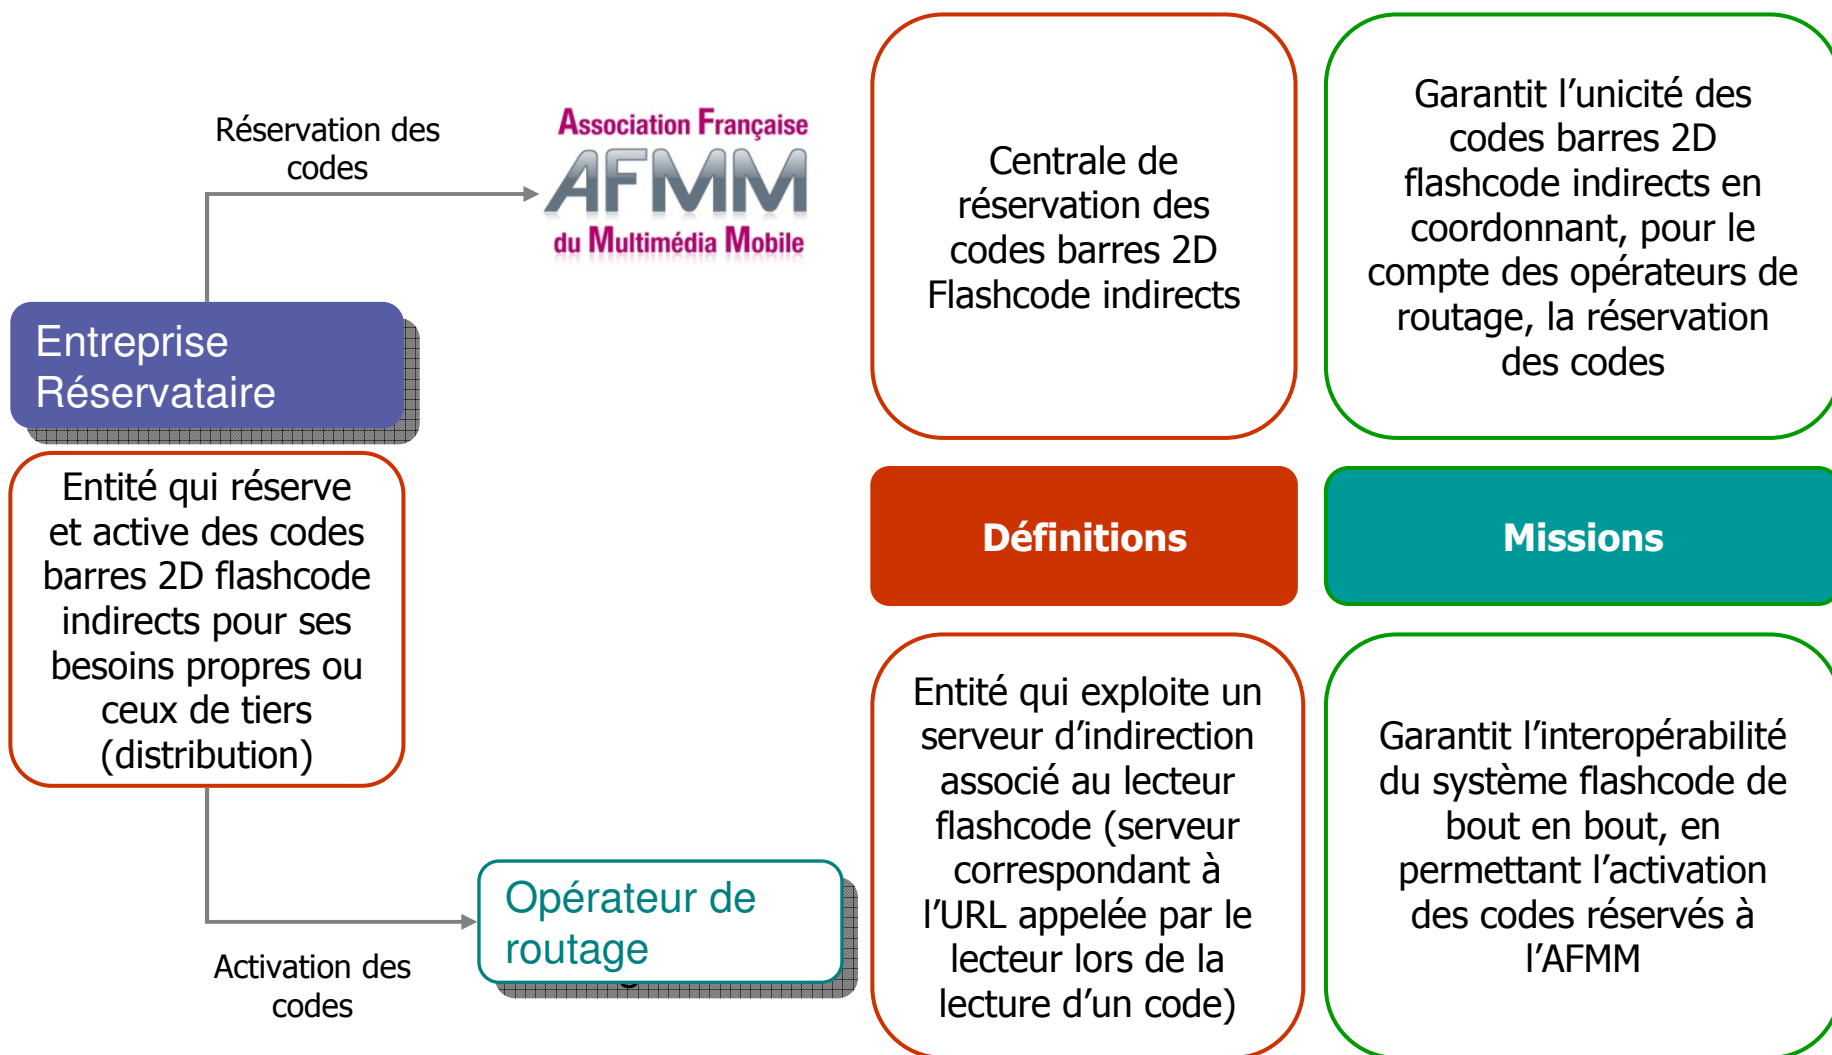 Réservation des
codes
Association Française
AFMM
du Multimédia Mobile
Centrale de
réservation des
codes barres 2D
Flashcode indirects
Garantit l’unicité des
codes barres 2D
flashcode indirects en
coordonnant, pour le
compte des opérateurs de
routage, la réservation
des codes
Entreprise
Réservataire
Entité qui réserve
et active des codes
barres 2D flashcode
indirects pour ses
besoins propres ou
ceux de tiers
(distribution)
Définitions
Missions
Entité qui exploite un
serveur d’indirection
associé au lecteur
flashcode (serveur
correspondant à
l’URL appelée par le
lecteur lors de la
lecture d’un code)
Garantit l’interopérabilité
du système flashcode de
bout en bout, en
permettant l’activation
des codes réservés à
l’AFMM
Opérateur de
routage
Activation des
codes